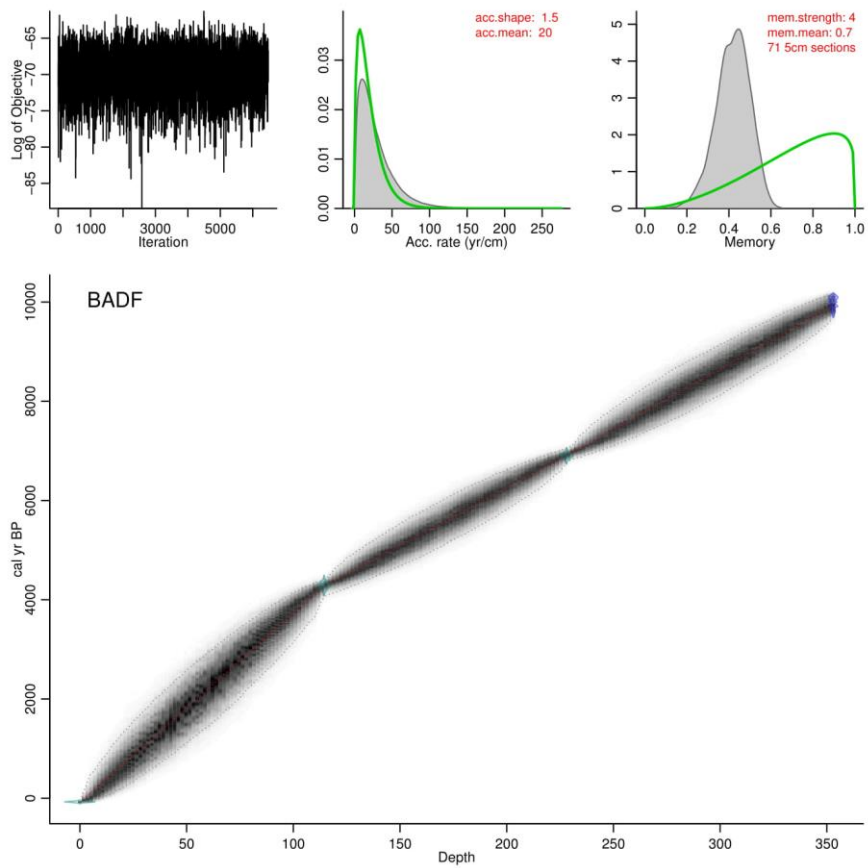 -85 -80 -75 -70 -65
Log of Objective
0 1000 3000 5000
Iteration
0.00 0.01 0.02 0.03
acc.shape: 1.5
acc.mean: 20
0 50 100 150 200 250
Acc. rate (yr/cm)
0 1 2 3 4 5
mem.strength: 4
mem.mean: 0.7
71 5cm sections
0.0 0.2 0.4 0.6 0.8 1.0
Memory
BADF
0 2000 4000 6000 8000 10000
cal yr BP
0 50 100 150 200 250 300 350
Depth